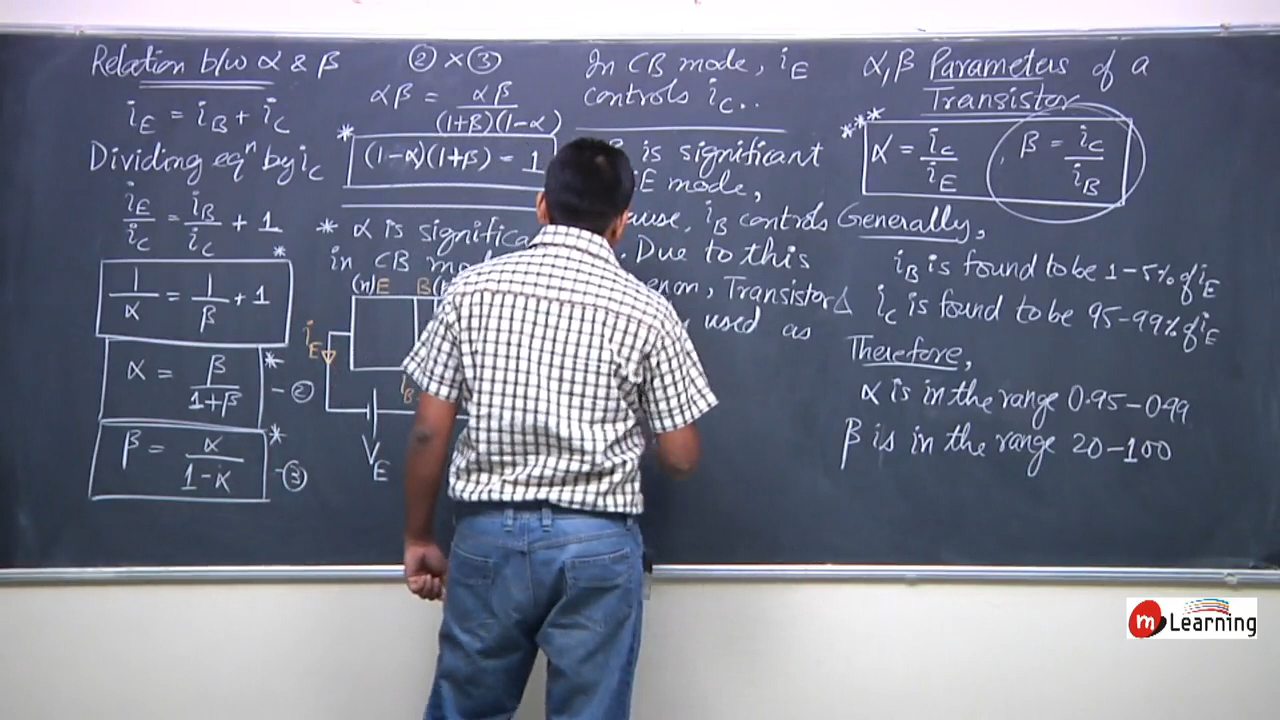 Relation b/w α & β
iE = iB + iC
Dividing eqⁿ by iC
iE/iC = iB/iC + 1
*
1/α = 1/β + 1
α = β/(1+β) * - ②
β = α/(1-α) * - ③
② × ③
αβ = αβ/((1+β)(1-α))
* (1-α)(1+β) = 1
* α is significa
in CB mod
(n) E B
iE
iB
E
In CB mode, iE
controls iC..
is significant
E mode,
ause, iB controls
. Due to this
enon, Transistor
used as
α, β Parameters of a
Transistor
*** α = iC/iE , β = iC/iB
Generally,
iB is found to be 1-5% of iE
Δ iC is found to be 95-99% of iE
Therefore,
α is in the range 0.95-0.99
β is in the range 20-100
m Learning